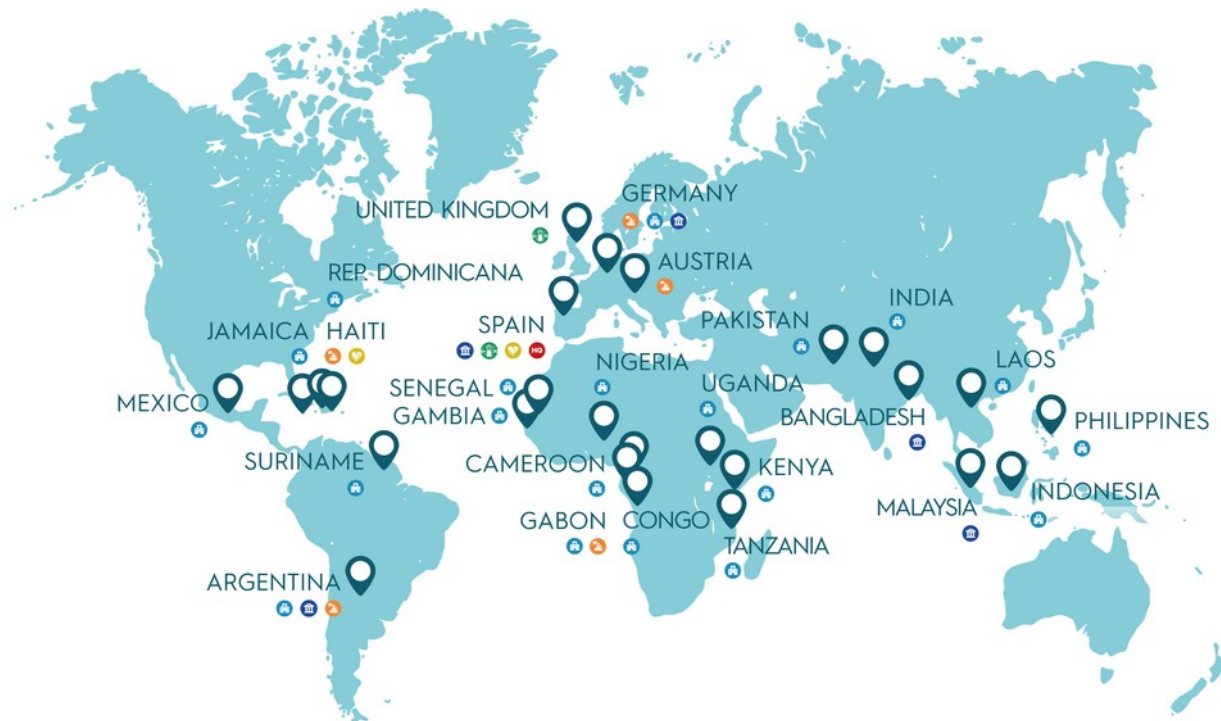 GERMANY
UNITED KINGDOM
AUSTRIA
REP. DOMINICANA
INDIA
JAMAICA HAITI
SPAIN
HQ
PAKISTAN
NIGERIA
LAOS
SENEGAL
UGANDA
MEXICO
GAMBIA
BANGLADESH
PHILIPPINES
SURINAME
CAMEROON
KENYA
MALAYSIA
INDONESIA
GABON CONGO
TANZANIA
ARGENTINA